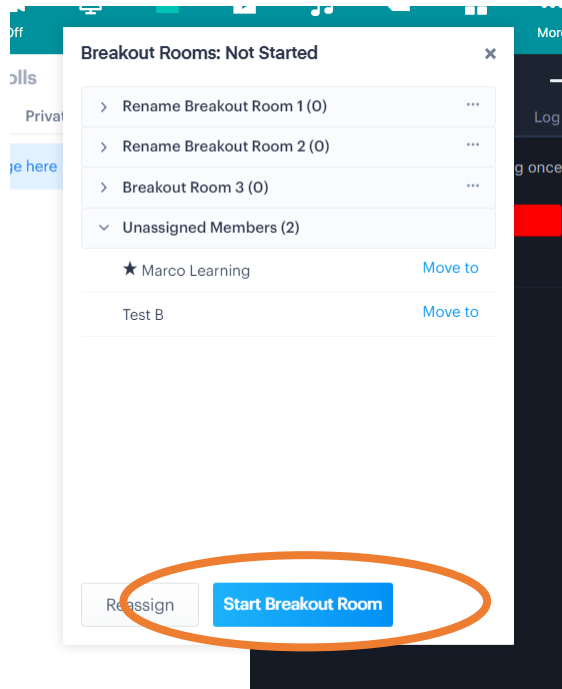 Off
More
Breakout Rooms: Not Started
olls
Rename Breakout Room 1 (0)
Privat
Log
Rename Breakout Room 2 (0)
ge here
g once
Breakout Room 3 (0)
Unassigned Members (2)
★ Marco Learning
Move to
Test B
Move to
Reassign
Start Breakout Room